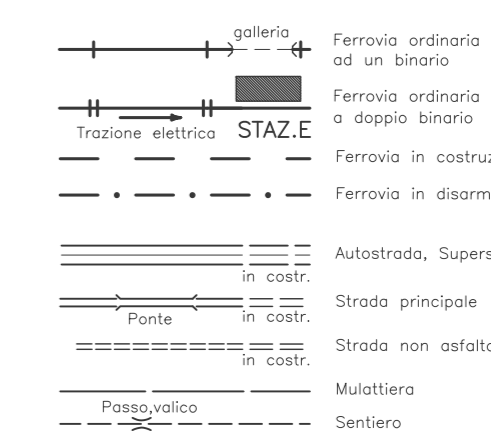 galleria
Ferrovia ordinaria
ad un binario
Ferrovia ordinaria
a doppio binario
Trazione elettrica
STAZ.E
Ferrovia in costruz
Ferrovia in disarm
Autostrada, Supers
in costr.
Strada principale
Ponte
in costr.
Strada non asfalta
in costr.
Mulattiera
Passo,valico
Sentiero